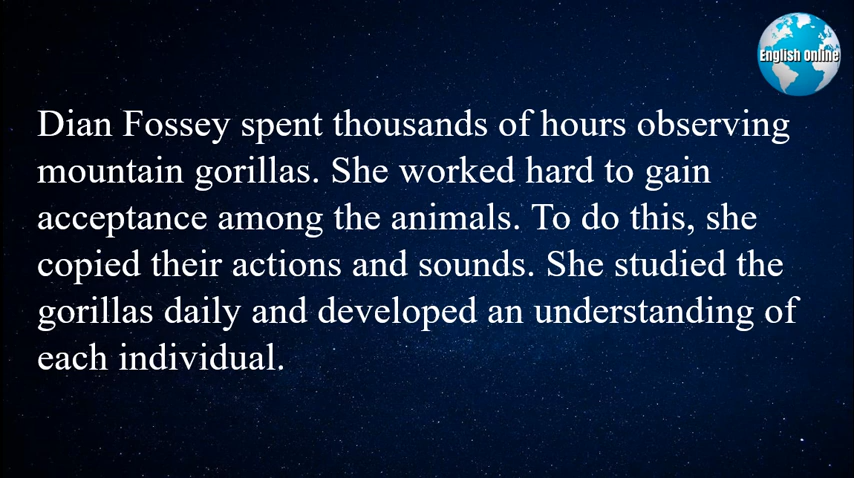 English Online
Dian Fossey spent thousands of hours observing
mountain gorillas. She worked hard to gain
acceptance among the animals. To do this, she
copied their actions and sounds. She studied the
gorillas daily and developed an understanding of
each individual.